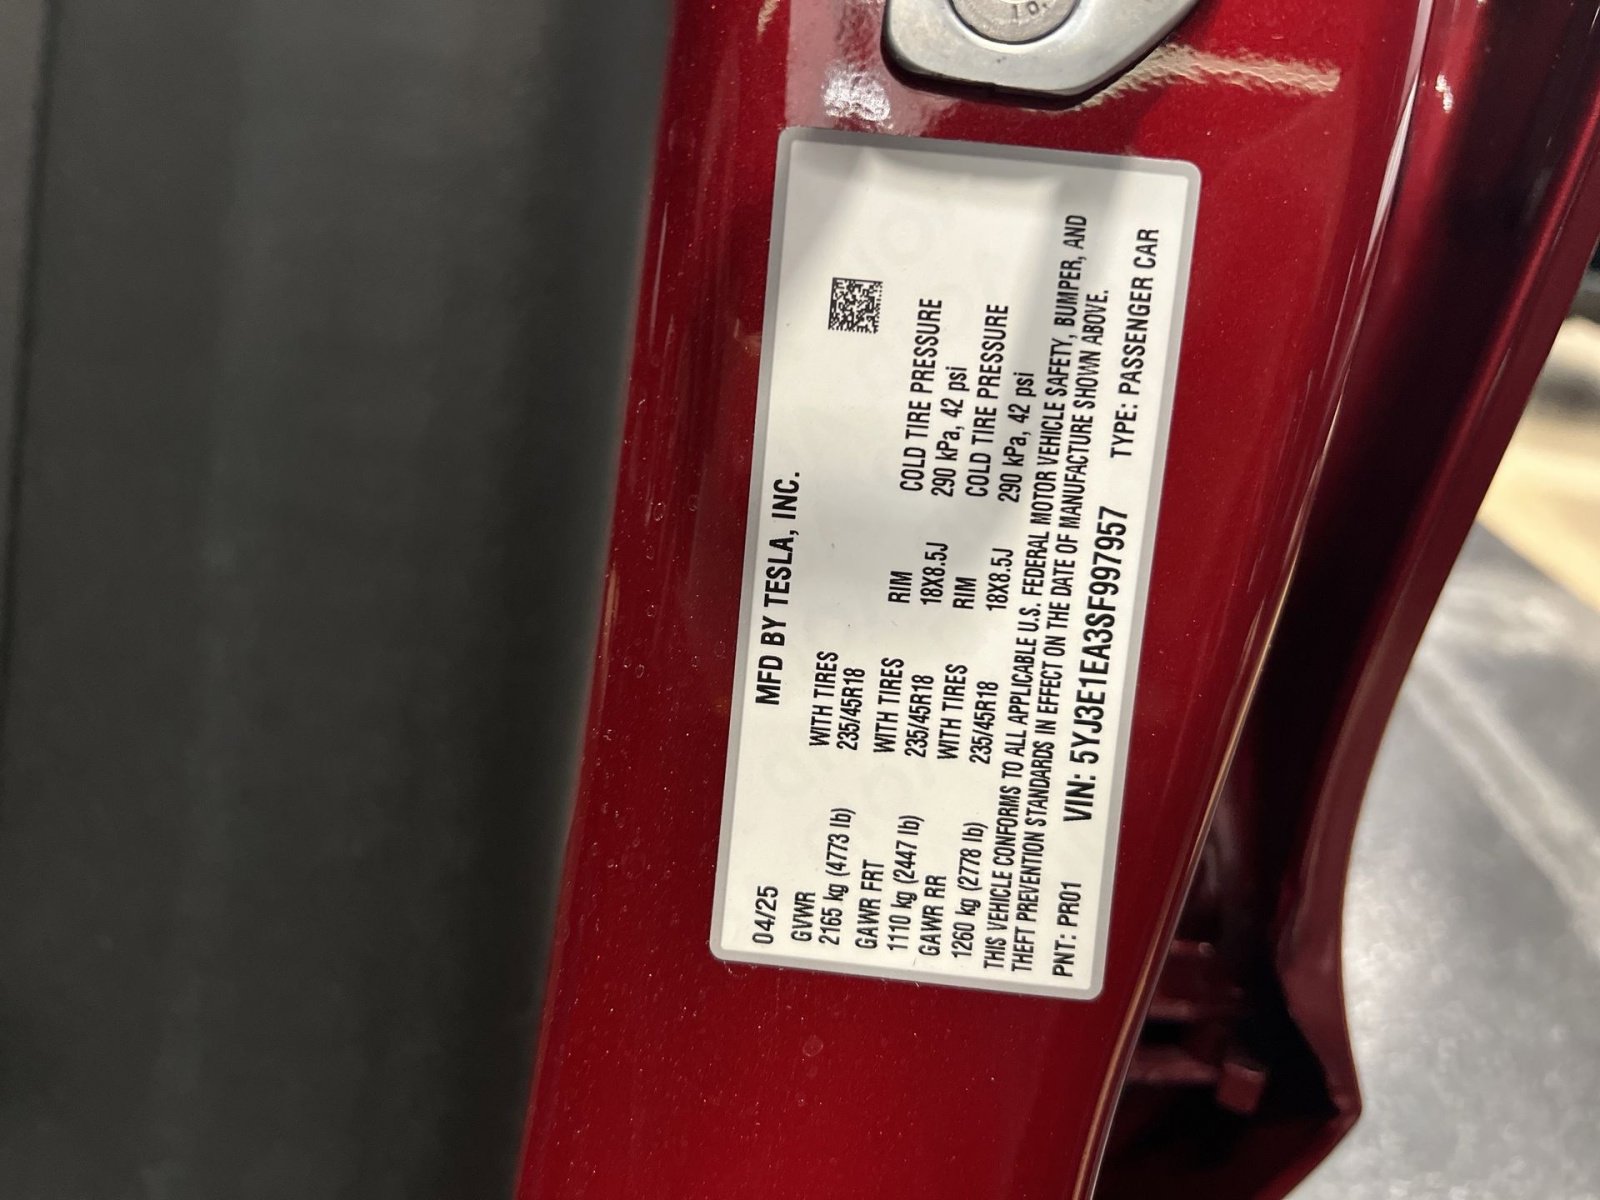 MFD BY TESLA, INC.
04/25
GVWR WITH TIRES
2165 kg (4773 lb) 235/45R18
GAWR FRT WITH TIRES RIM COLD TIRE PRESSURE
1110 kg (2447 lb) 235/45R18 18X8.5J 290 kPa, 42 psi
GAWR RR WITH TIRES RIM COLD TIRE PRESSURE
1260 kg (2778 lb) 235/45R18 18X8.5J 290 kPa, 42 psi
THIS VEHICLE CONFORMS TO ALL APPLICABLE U.S. FEDERAL MOTOR VEHICLE SAFETY, BUMPER, AND
THEFT PREVENTION STANDARDS IN EFFECT ON THE DATE OF MANUFACTURE SHOWN ABOVE.
PNT: PR01 VIN: 5YJ3E1EA3SF997957 TYPE: PASSENGER CAR